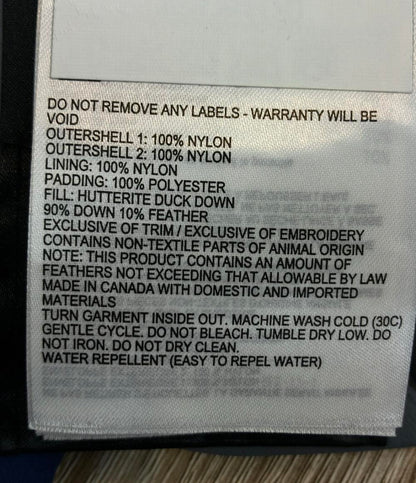 DO NOT REMOVE ANY LABELS - WARRANTY WILL BE
VOID
OUTERSHELL 1: 100% NYLON
OUTERSHELL 2: 100% NYLON
LINING: 100% NYLON
PADDING: 100% POLYESTER
FILL: HUTTERITE DUCK DOWN
90% DOWN 10% FEATHER
EXCLUSIVE OF TRIM / EXCLUSIVE OF EMBROIDERY
CONTAINS NON-TEXTILE PARTS OF ANIMAL ORIGIN
NOTE: THIS PRODUCT CONTAINS AN AMOUNT OF
FEATHERS NOT EXCEEDING THAT ALLOWABLE BY LAW
MADE IN CANADA WITH DOMESTIC AND IMPORTED
MATERIALS
TURN GARMENT INSIDE OUT. MACHINE WASH COLD (30C)
GENTLE CYCLE. DO NOT BLEACH. TUMBLE DRY LOW. DO
NOT IRON. DO NOT DRY CLEAN.
WATER REPELLENT (EASY TO REPEL WATER)